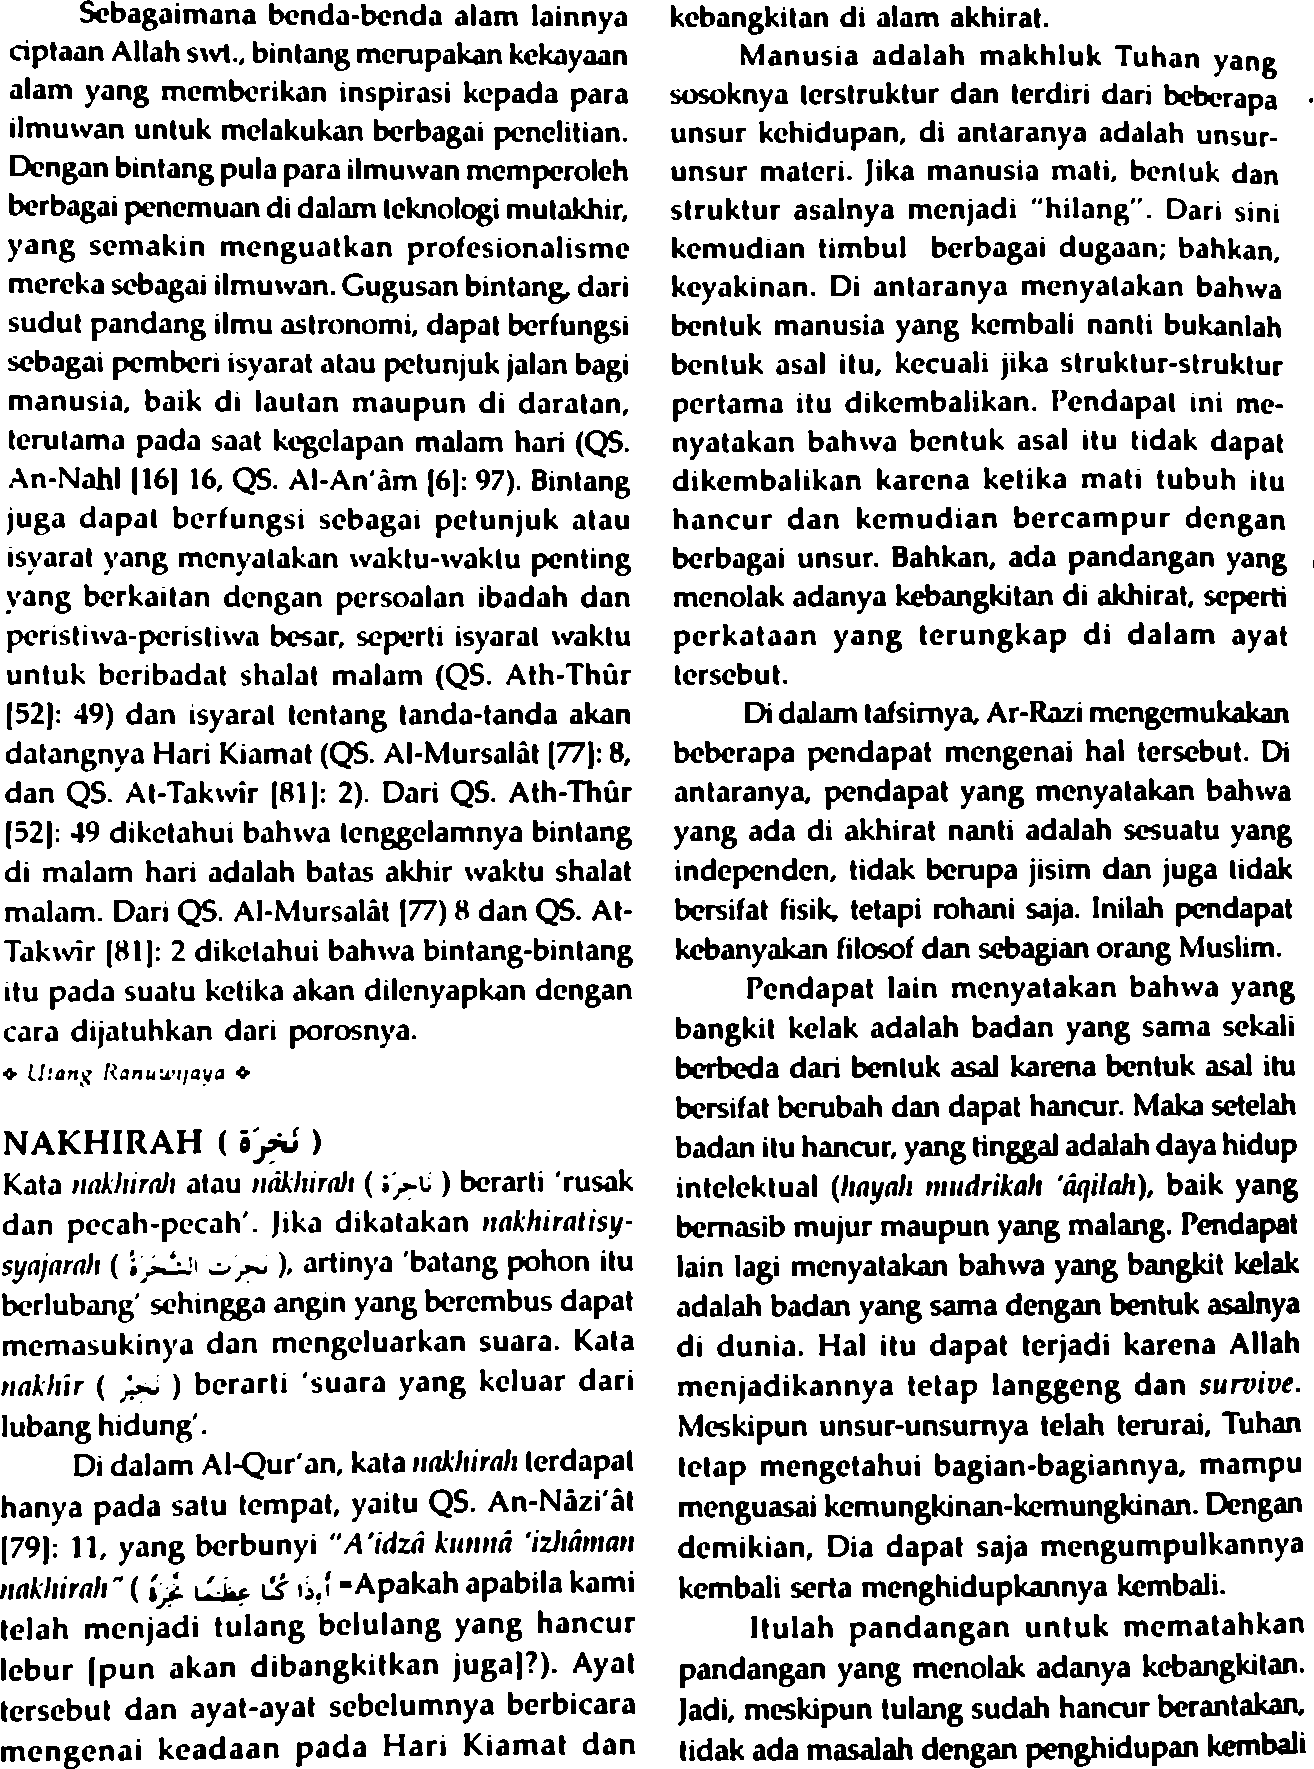 Sebagaimana benda-benda alam lainnya
ciptaan Allah swt., bintang merupakan kekayaan
alam yang memberikan inspirasi kepada para
ilmuwan untuk melakukan berbagai penelitian.
Dengan bintang pula para ilmuwan memperoleh
berbagai penemuan di dalam teknologi mutakhir,
yang semakin menguatkan profesionalisme
mereka sebagai ilmuwan. Gugusan bintang, dari
sudut pandang ilmu astronomi, dapat berfungsi
sebagai pemberi isyarat atau petunjuk jalan bagi
manusia, baik di lautan maupun di daratan,
terutama pada saat kegelapan malam hari (QS.
An-Nahl [16] 16, QS. Al-An'âm [6]: 97). Bintang
juga dapat berfungsi sebagai petunjuk atau
isyarat yang menyatakan waktu-waktu penting
yang berkaitan dengan persoalan ibadah dan
peristiwa-peristiwa besar, seperti isyarat waktu
untuk beribadat shalat malam (QS. Ath-Thûr
[52]: 49) dan isyarat tentang tanda-tanda akan
datangnya Hari Kiamat (QS. Al-Mursalât [77]: 8,
dan QS. At-Takwîr [81]: 2). Dari QS. Ath-Thûr
[52]: 49 diketahui bahwa tenggelamnya bintang
di malam hari adalah batas akhir waktu shalat
malam. Dari QS. Al-Mursalât [77) 8 dan QS. At-
Takwîr [81]: 2 diketahui bahwa bintang-bintang
itu pada suatu ketika akan dilenyapkan dengan
cara dijatuhkan dari porosnya.
❖ Utang Ranuwijaya ❖
NAKHIRAH ( نَخِرَة )
Kata nakhirah atau nâkhirah ( نَاخِرَة ) berarti 'rusak
dan pecah-pecah'. Jika dikatakan nakhiratisy-
syajarah ( نخرت الشَّجَرَةُ ), artinya 'batang pohon itu
berlubang' sehingga angin yang berembus dapat
memasukinya dan mengeluarkan suara. Kata
nakhîr ( نَخِيْر ) berarti 'suara yang keluar dari
lubang hidung'.
Di dalam Al-Qur'an, kata nakhirah terdapat
hanya pada satu tempat, yaitu QS. An-Nâzi'ât
[79]: 11, yang berbunyi "A'idzâ kunnâ 'izhâman
nakhirah" ( أَءِذَا كُنَّا عِظَٰمًا نَّخِرَةً =Apakah apabila kami
telah menjadi tulang belulang yang hancur
lebur [pun akan dibangkitkan juga]?). Ayat
tersebut dan ayat-ayat sebelumnya berbicara
mengenai keadaan pada Hari Kiamat dan
kebangkitan di alam akhirat.
Manusia adalah makhluk Tuhan yang
sosoknya terstruktur dan terdiri dari beberapa
unsur kehidupan, di antaranya adalah unsur-
unsur materi. Jika manusia mati, bentuk dan
struktur asalnya menjadi "hilang". Dari sini
kemudian timbul berbagai dugaan; bahkan,
keyakinan. Di antaranya menyatakan bahwa
bentuk manusia yang kembali nanti bukanlah
bentuk asal itu, kecuali jika struktur-struktur
pertama itu dikembalikan. Pendapat ini me-
nyatakan bahwa bentuk asal itu tidak dapat
dikembalikan karena ketika mati tubuh itu
hancur dan kemudian bercampur dengan
berbagai unsur. Bahkan, ada pandangan yang
menolak adanya kebangkitan di akhirat, seperti
perkataan yang terungkap di dalam ayat
tersebut.
Di dalam tafsirnya, Ar-Razi mengemukakan
beberapa pendapat mengenai hal tersebut. Di
antaranya, pendapat yang menyatakan bahwa
yang ada di akhirat nanti adalah sesuatu yang
independen, tidak berupa jisim dan juga tidak
bersifat fisik, tetapi rohani saja. Inilah pendapat
kebanyakan filosof dan sebagian orang Muslim.
Pendapat lain menyatakan bahwa yang
bangkit kelak adalah badan yang sama sekali
berbeda dari bentuk asal karena bentuk asal itu
bersifat berubah dan dapat hancur. Maka setelah
badan itu hancur, yang tinggal adalah daya hidup
intelektual (hayah mudrikah 'âqilah), baik yang
bernasib mujur maupun yang malang. Pendapat
lain lagi menyatakan bahwa yang bangkit kelak
adalah badan yang sama dengan bentuk asalnya
di dunia. Hal itu dapat terjadi karena Allah
menjadikannya tetap langgeng dan survive.
Meskipun unsur-unsurnya telah terurai, Tuhan
tetap mengetahui bagian-bagiannya, mampu
menguasai kemungkinan-kemungkinan. Dengan
demikian, Dia dapat saja mengumpulkannya
kembali serta menghidupkannya kembali.
Itulah pandangan untuk mematahkan
pandangan yang menolak adanya kebangkitan.
Jadi, meskipun tulang sudah hancur berantakan,
tidak ada masalah dengan penghidupan kembali